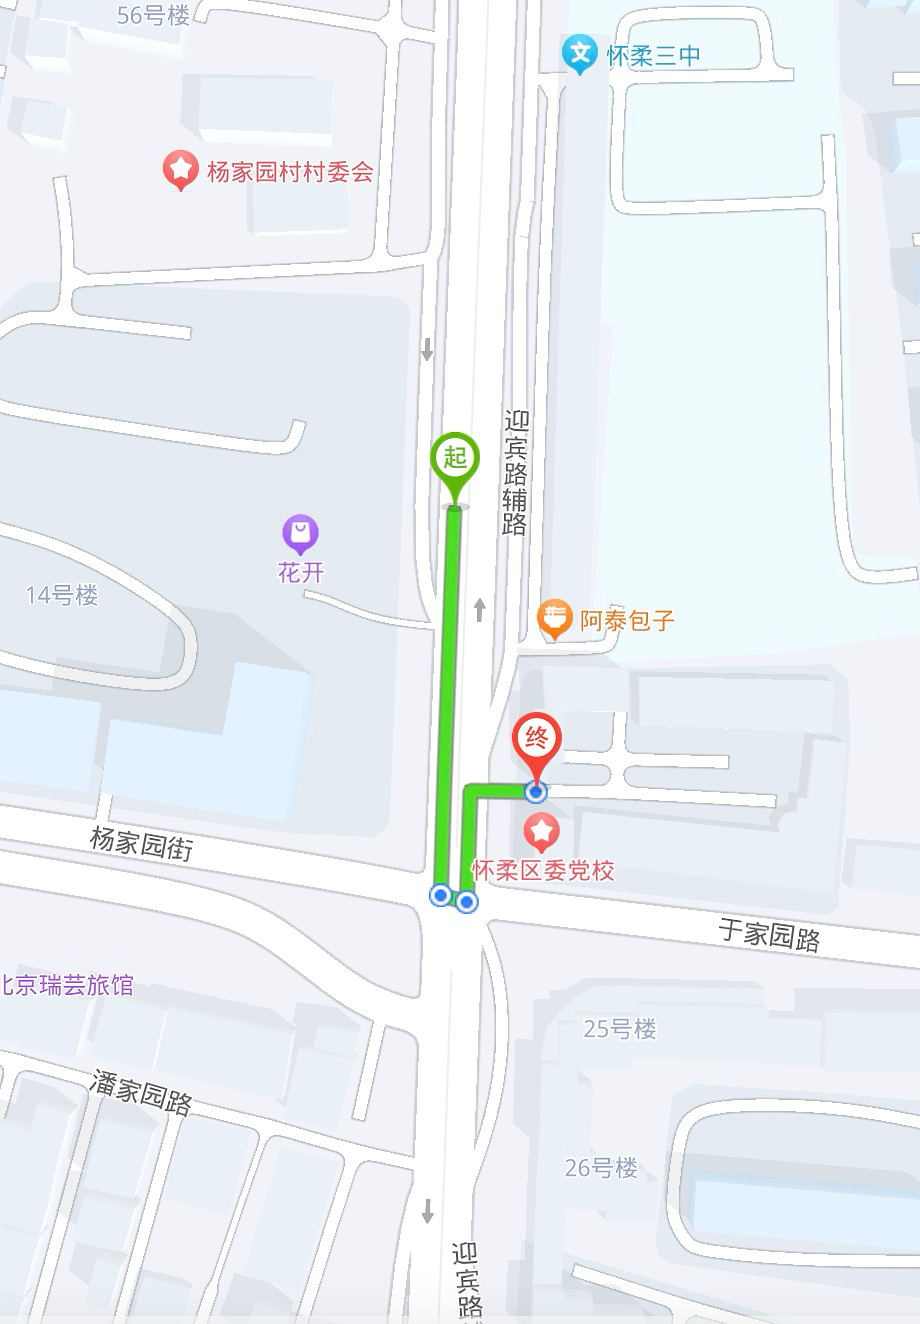 56号楼
怀柔三中
杨家园村村委会
迎宾路辅路
起
花开
14号楼
阿泰包子
终
杨家园街
怀柔区委党校
于家园路
北京瑞芸旅馆
25号楼
潘家园路
26号楼
迎宾路